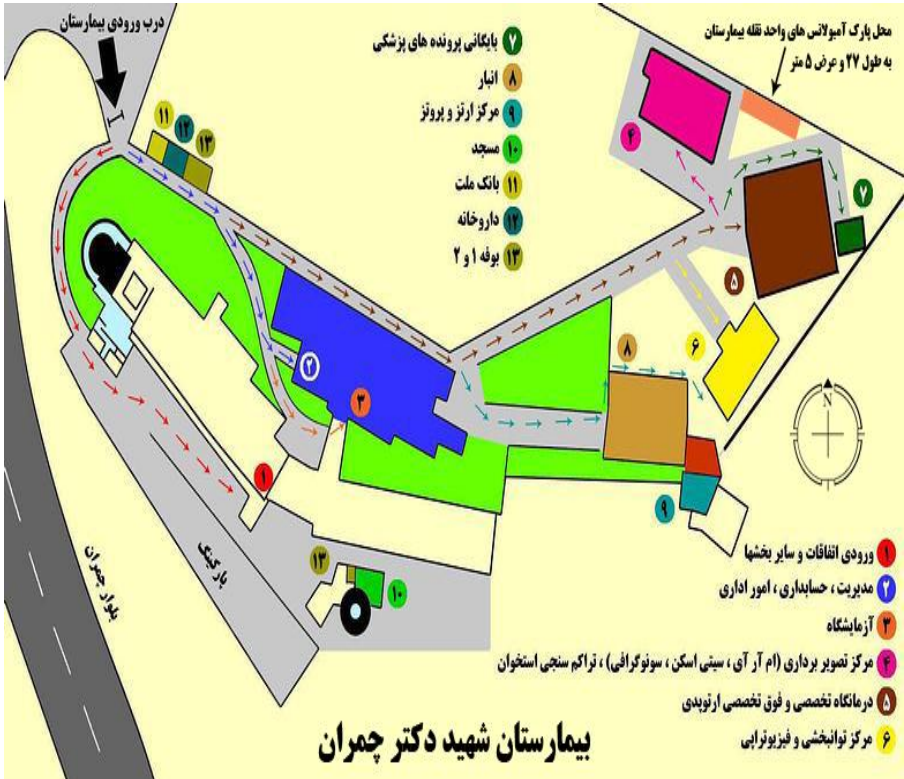 درب ورودی بیمارستان
محل پارک آمبولانس های واحد نقلیه بیمارستان
به طول ۲۷ و عرض ۵ متر
۷ بایگانی پرونده های پزشکی
۸ انبار
۹ مرکز ارتز و پروتز
۱۰ مسجد
۱۱ بانک ملت
۱۲ داروخانه
۱۳ بوفه 1 و 2
۱۱
۱۲
۱۳
۴
۷
۵
۶
۸
۲
۳
۱
۹
۱۳
۱۰
N
بلوار چمران
پارکینگ
۱ ورودی اتفاقات و سایر بخشها
۲ مدیریت ، حسابداری ، امور اداری
۳ آزمایشگاه
۴ مرکز تصویر برداری (ام آر آی ، سیتی اسکن ، سونوگرافی) ، تراکم سنجی استخوان
۵ درمانگاه تخصصی و فوق تخصصی ارتوپدی
۶ مرکز توانبخشی و فیزیوتراپی
بیمارستان شهید دکتر چمران